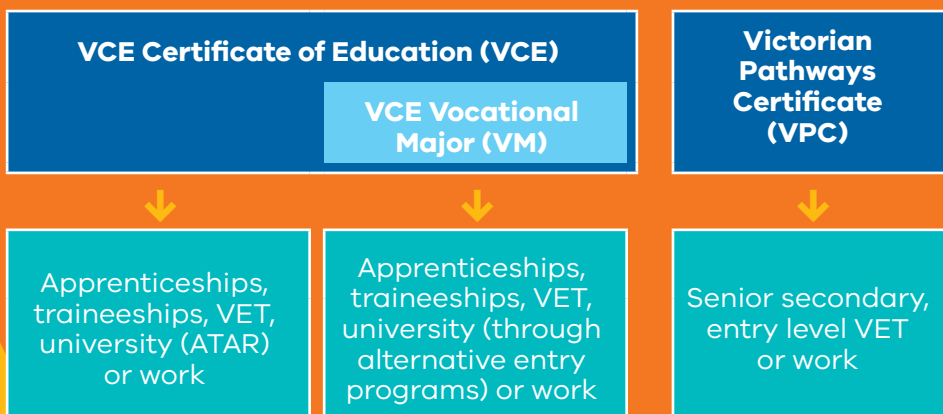 VCE Certificate of Education (VCE)
VCE Vocational
Major (VM)
Victorian
Pathways
Certificate
(VPC)
Apprenticeships,
traineeships, VET,
university (ATAR)
or work
Apprenticeships,
traineeships, VET,
university (through
alternative entry
programs) or work
Senior secondary,
entry level VET
or work